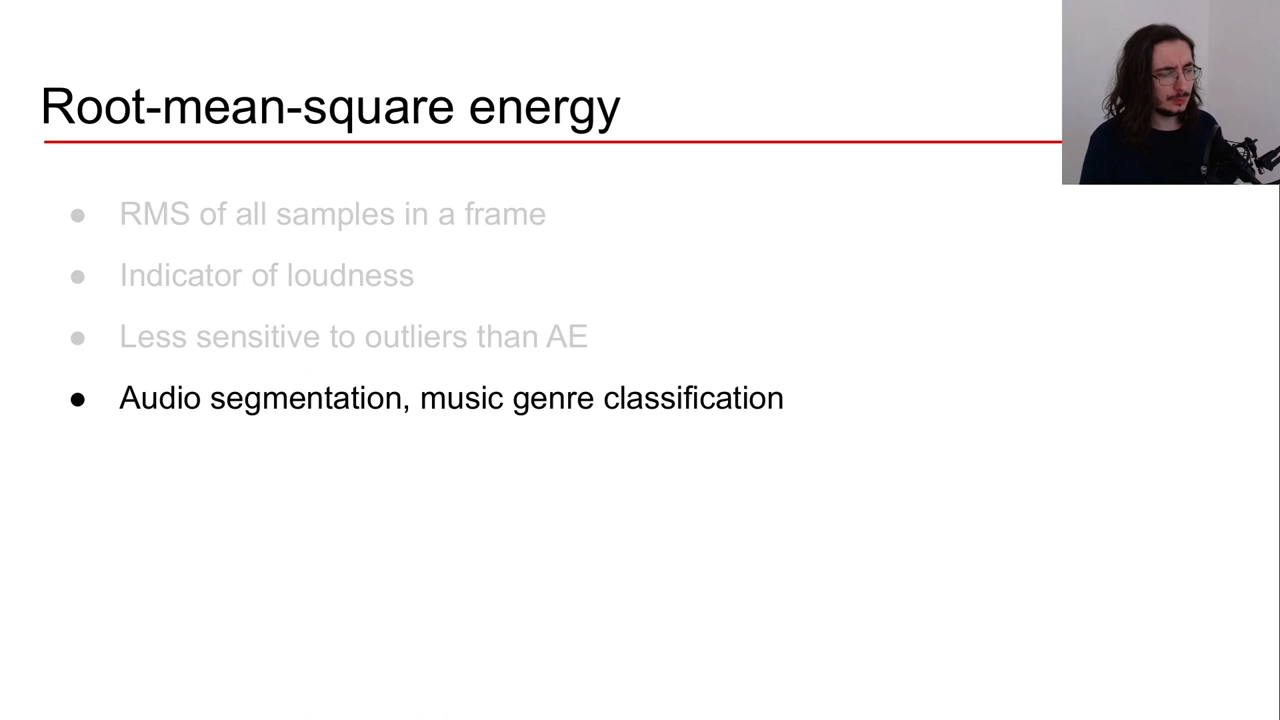 Root-mean-square energy
● RMS of all samples in a frame
● Indicator of loudness
● Less sensitive to outliers than AE
● Audio segmentation, music genre classification